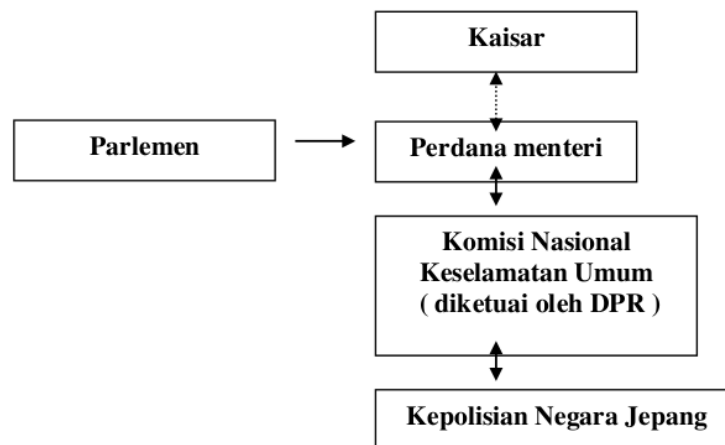 Kaisar
Parlemen
Perdana menteri
Komisi Nasional
Keselamatan Umum
( diketuai oleh DPR )
Kepolisian Negara Jepang